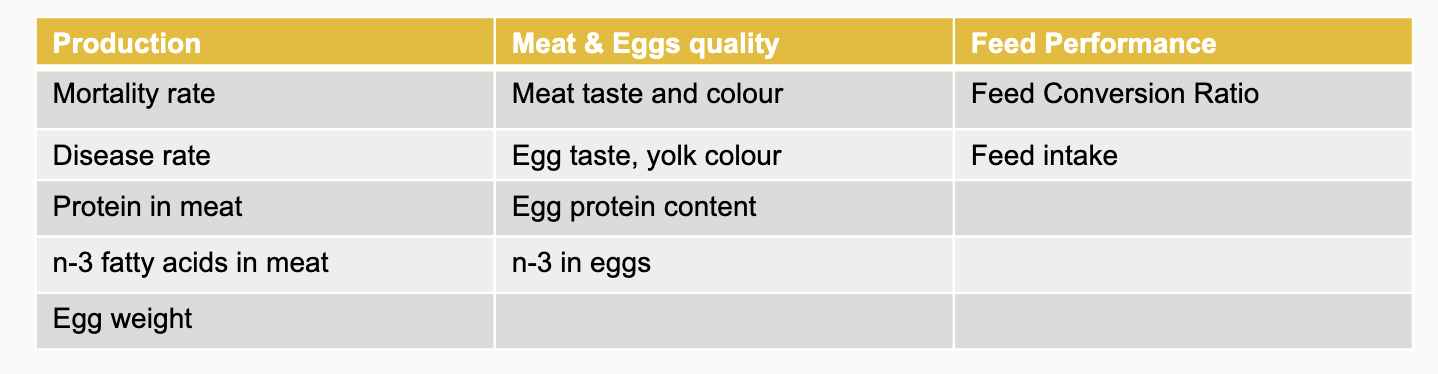 Production Meat & Eggs quality Feed Performance
Mortality rate Meat taste and colour Feed Conversion Ratio
Disease rate Egg taste, yolk colour Feed intake
Protein in meat Egg protein content
n-3 fatty acids in meat n-3 in eggs
Egg weight